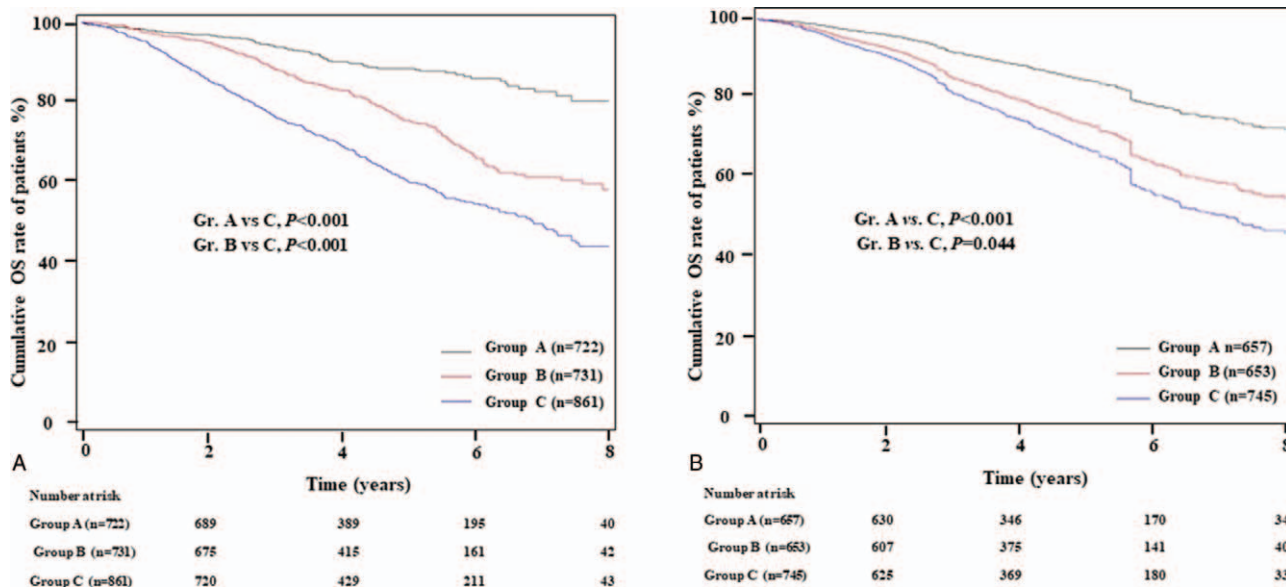 100
80
60
40
20
0
Cumulative OS rate of patients %)
Gr. A vs C, P<0.001
Gr. B vs C, P<0.001
Group A (n=722)
Group B (n=731)
Group C (n=861)
0 2 4 6 8
A
Time (years)
Number at risk
Group A (n=722) 689 389 195 40
Group B (n=731) 675 415 161 42
Group C (n=861) 720 429 211 43
100
80
60
40
20
0
Cumulative OS rate of patients %)
Gr. A vs. C, P<0.001
Gr. B vs. C, P=0.044
Group A n=657)
Group B (n=653)
Group C (n=745)
0 2 4 6 8
B
Time (years)
Number at risk
Group A (n=657) 630 346 170 34
Group B (n=653) 607 375 141 40
Group C (n=745) 625 369 180